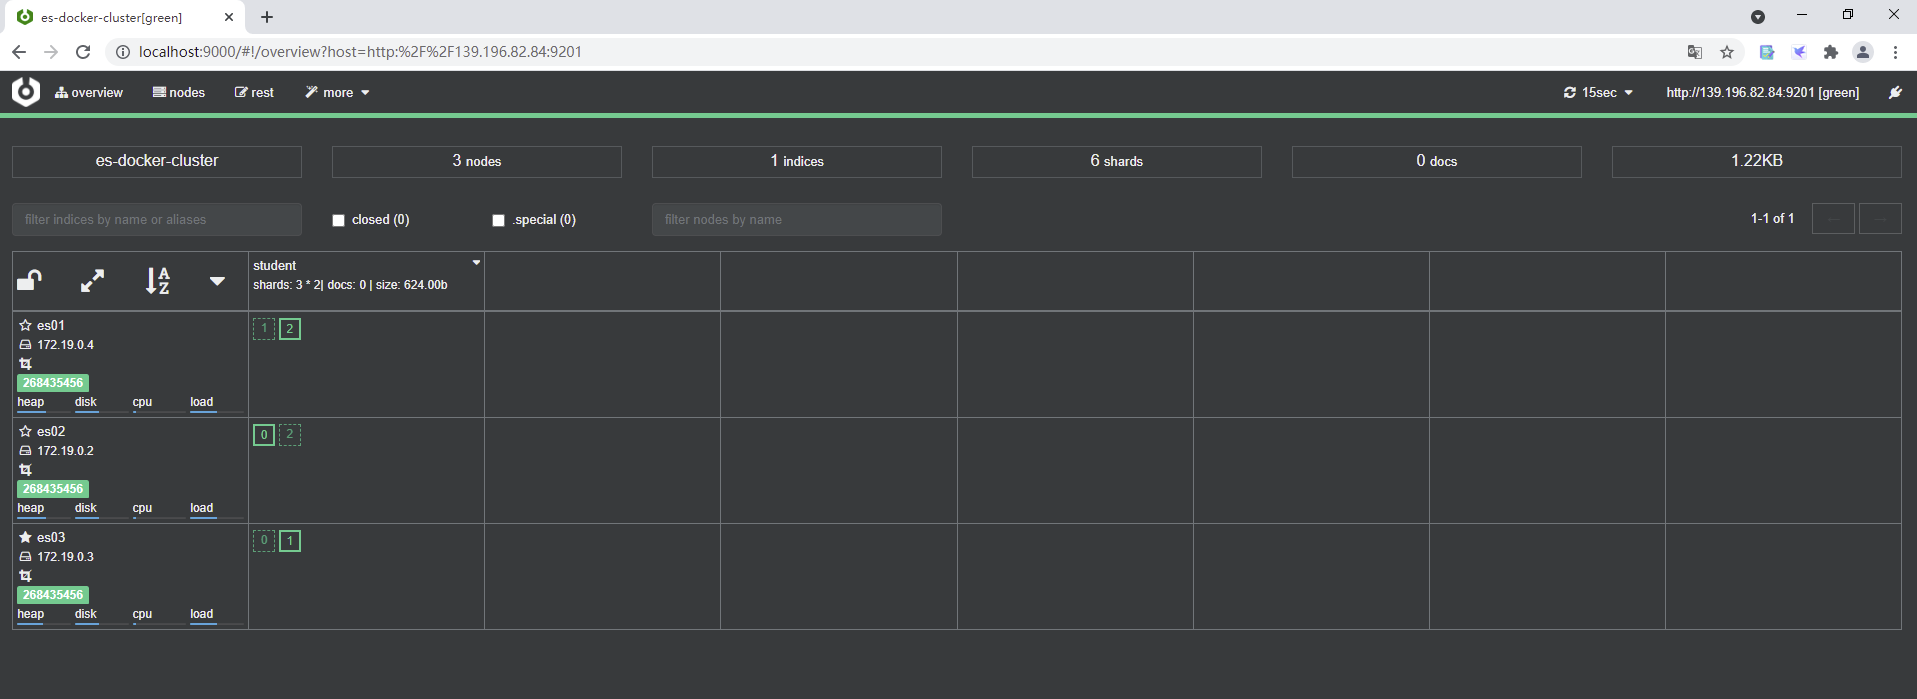 es-docker-cluster[green]
localhost:9000/#!/overview?host=http:%2F%2F139.196.82.84:9201
overview nodes rest more 15sec http://139.196.82.84:9201 [green]
es-docker-cluster 3 nodes 1 indices 6 shards 0 docs 1.22KB
filter indices by name or aliases closed (0) .special (0) filter nodes by name 1-1 of 1
A
Z
student
shards: 3 * 2| docs: 0 | size: 624.00b
es01 1 2
172.19.0.4
268435456
heap disk cpu load
es02 0 2
172.19.0.2
268435456
heap disk cpu load
es03 0 1
172.19.0.3
268435456
heap disk cpu load